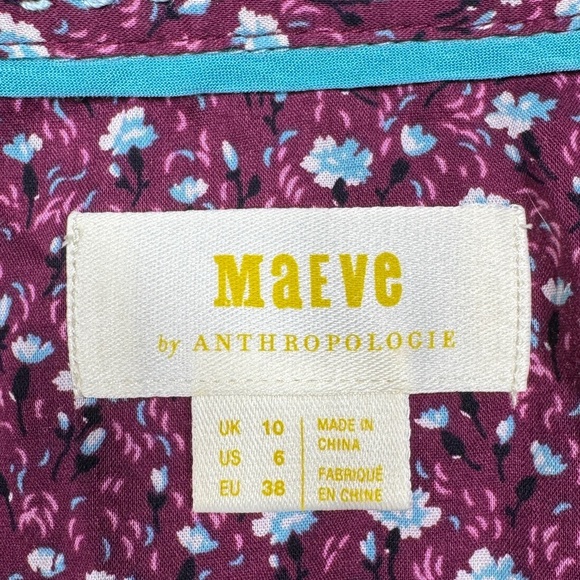 MaEVe
by ANTHROPOLOGIE
UK 10
US 6
EU 38
MADE IN
CHINA
FABRIQUÉ
EN CHINE